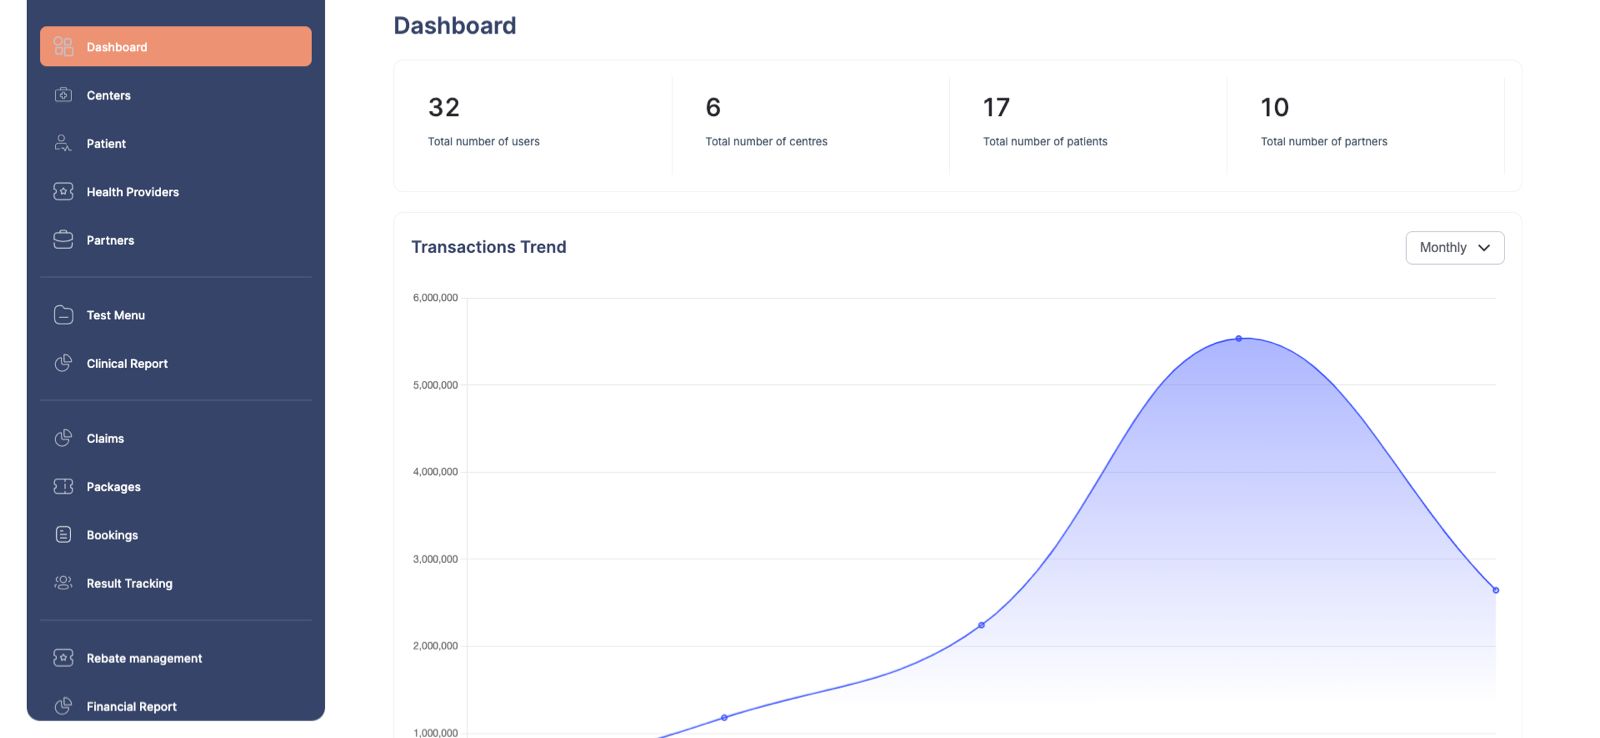 Dashboard
Centers
Patient
Health Providers
Partners
Test Menu
Clinical Report
Claims
Packages
Bookings
Result Tracking
Rebate management
Financial Report
Dashboard
32
Total number of users
6
Total number of centres
17
Total number of patients
10
Total number of partners
Transactions Trend
Monthly
6,000,000
5,000,000
4,000,000
3,000,000
2,000,000
1,000,000